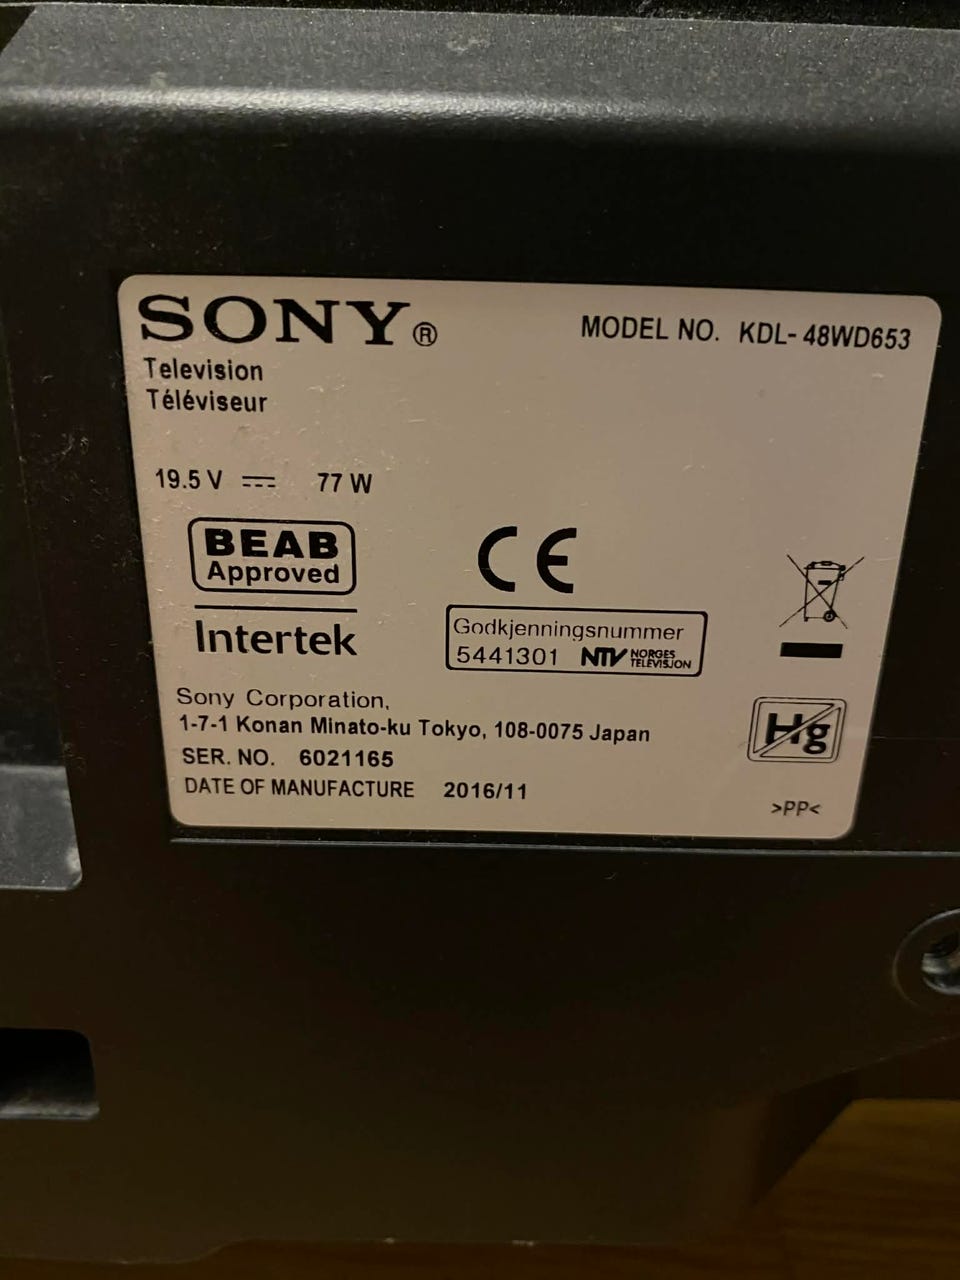 SONY®
MODEL NO. KDL-48WD653
Television
Téléviseur
19.5 V 77 W
BEAB
Approved
Intertek
CE
Godkjenningsnummer
5441301 NTV NORGES TELEVISJON
Hg
Sony Corporation,
1-7-1 Konan Minato-ku Tokyo, 108-0075 Japan
SER. NO. 6021165
DATE OF MANUFACTURE 2016/11
>PP<